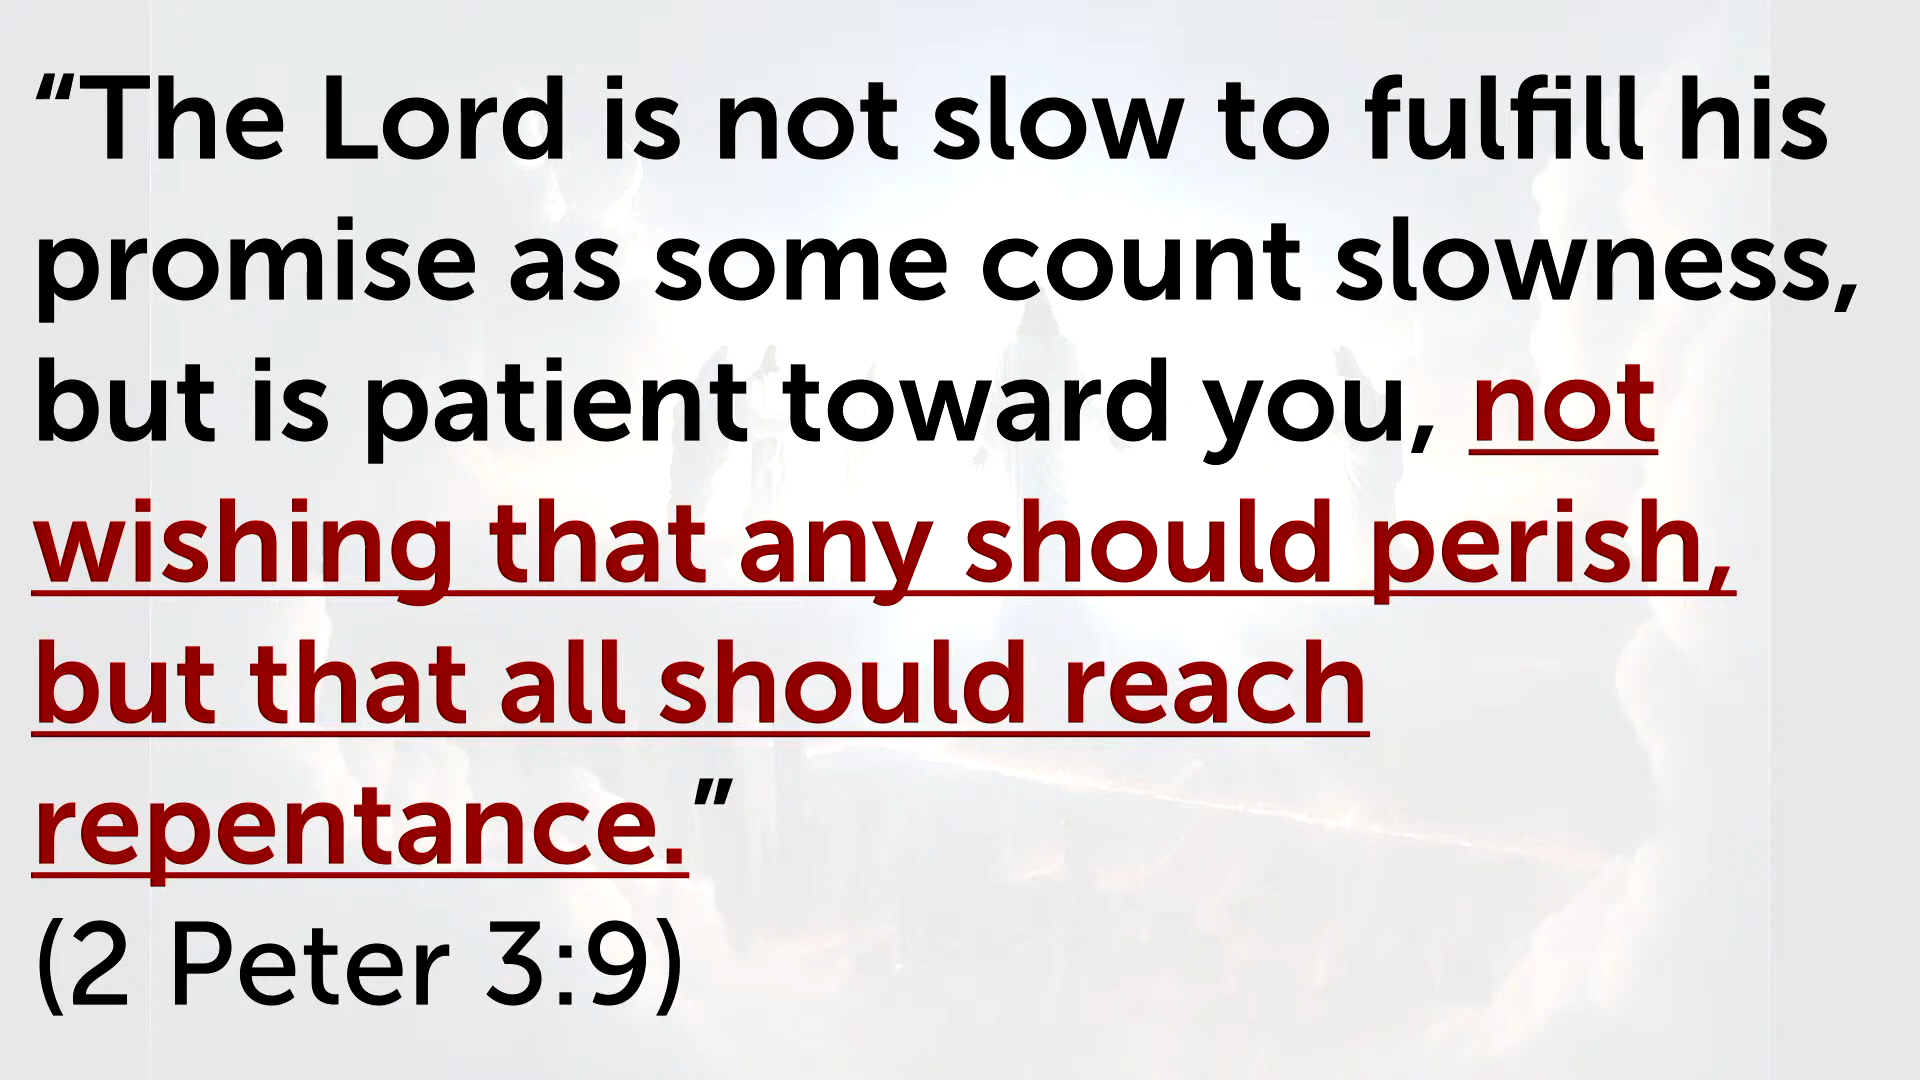 “The Lord is not slow to fulfill his
promise as some count slowness,
but is patient toward you, not
wishing that any should perish,
but that all should reach
repentance.”
(2 Peter 3:9)